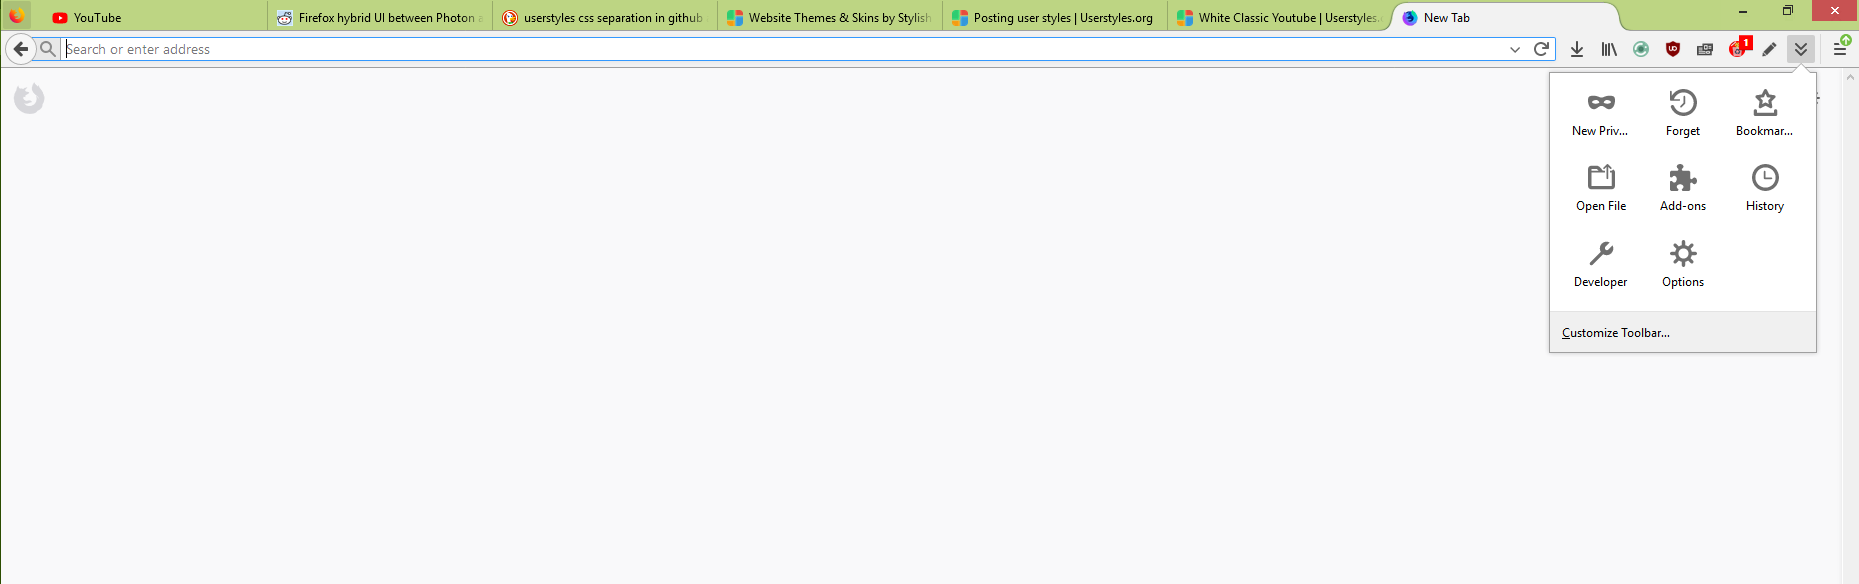 YouTube
Firefox hybrid UI between Photon a
userstyles css separation in github
Website Themes & Skins by Stylish
Posting user styles | Userstyles.org
White Classic Youtube | Userstyles.o
New Tab
Search or enter address
UD
1
New Priv...
Forget
Bookmar...
Open File
Add-ons
History
Developer
Options
Customize Toolbar...